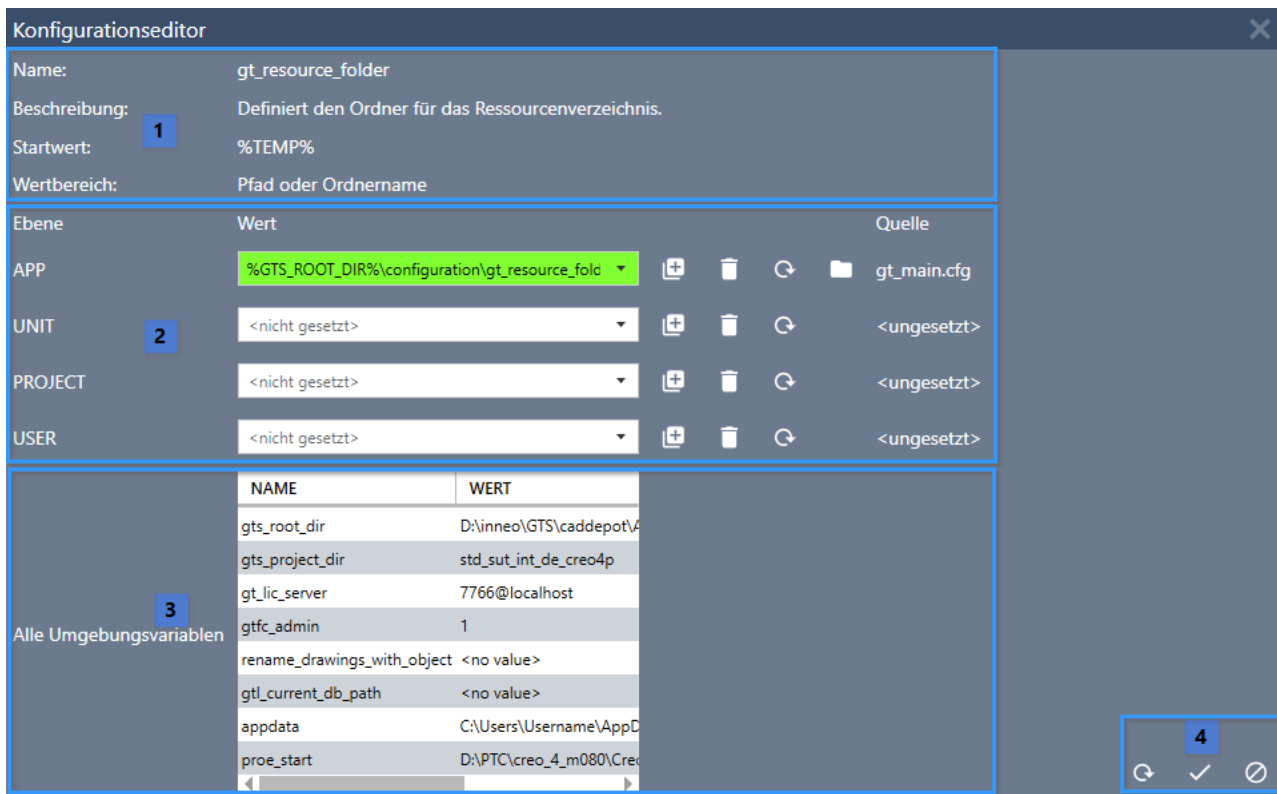 Konfigurationseditor
Name: gt_resource_folder
Beschreibung: Definiert den Ordner für das Ressourcenverzeichnis.
1
Startwert: %TEMP%
Wertbereich: Pfad oder Ordnername
Ebene Wert Quelle
APP %GTS_ROOT_DIR%\configuration\gt_resource_fold gt_main.cfg
UNIT <nicht gesetzt> <ungesetzt>
2
PROJECT <nicht gesetzt> <ungesetzt>
USER <nicht gesetzt> <ungesetzt>
NAME WERT
gts_root_dir D:\inneo\GTS\caddepot\A
gts_project_dir std_sut_int_de_creo4p
gt_lic_server 7766@localhost
3
gtfc_admin 1
Alle Umgebungsvariablen
rename_drawings_with_object <no value>
gtl_current_db_path <no value>
appdata C:\Users\Username\AppD
4
proe_start D:\PTC\creo_4_m080\Creo